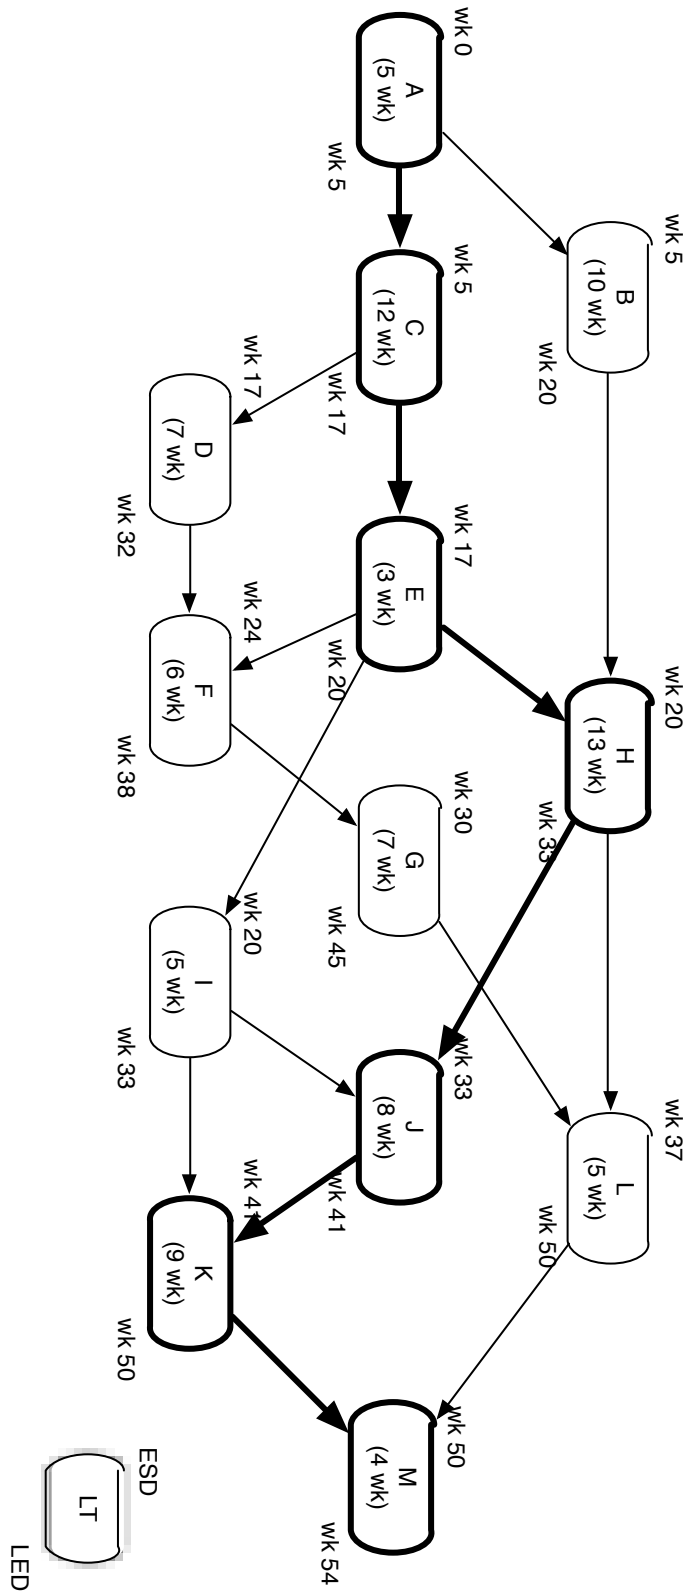 wk 5
B
(10 wk)
wk 20
wk 20
H
(13 wk)
wk 33
wk 37
L
(5 wk)
wk 50
wk 0
A
(5 wk)
wk 5
wk 5
C
(12 wk)
wk 17
wk 17
E
(3 wk)
wk 20
wk 30
G
(7 wk)
wk 45
wk 33
J
(8 wk)
wk 41
wk 50
M
(4 wk)
wk 54
wk 17
D
(7 wk)
wk 32
wk 24
F
(6 wk)
wk 38
wk 20
I
(5 wk)
wk 33
wk 41
K
(9 wk)
wk 50
ESD
LT
LED